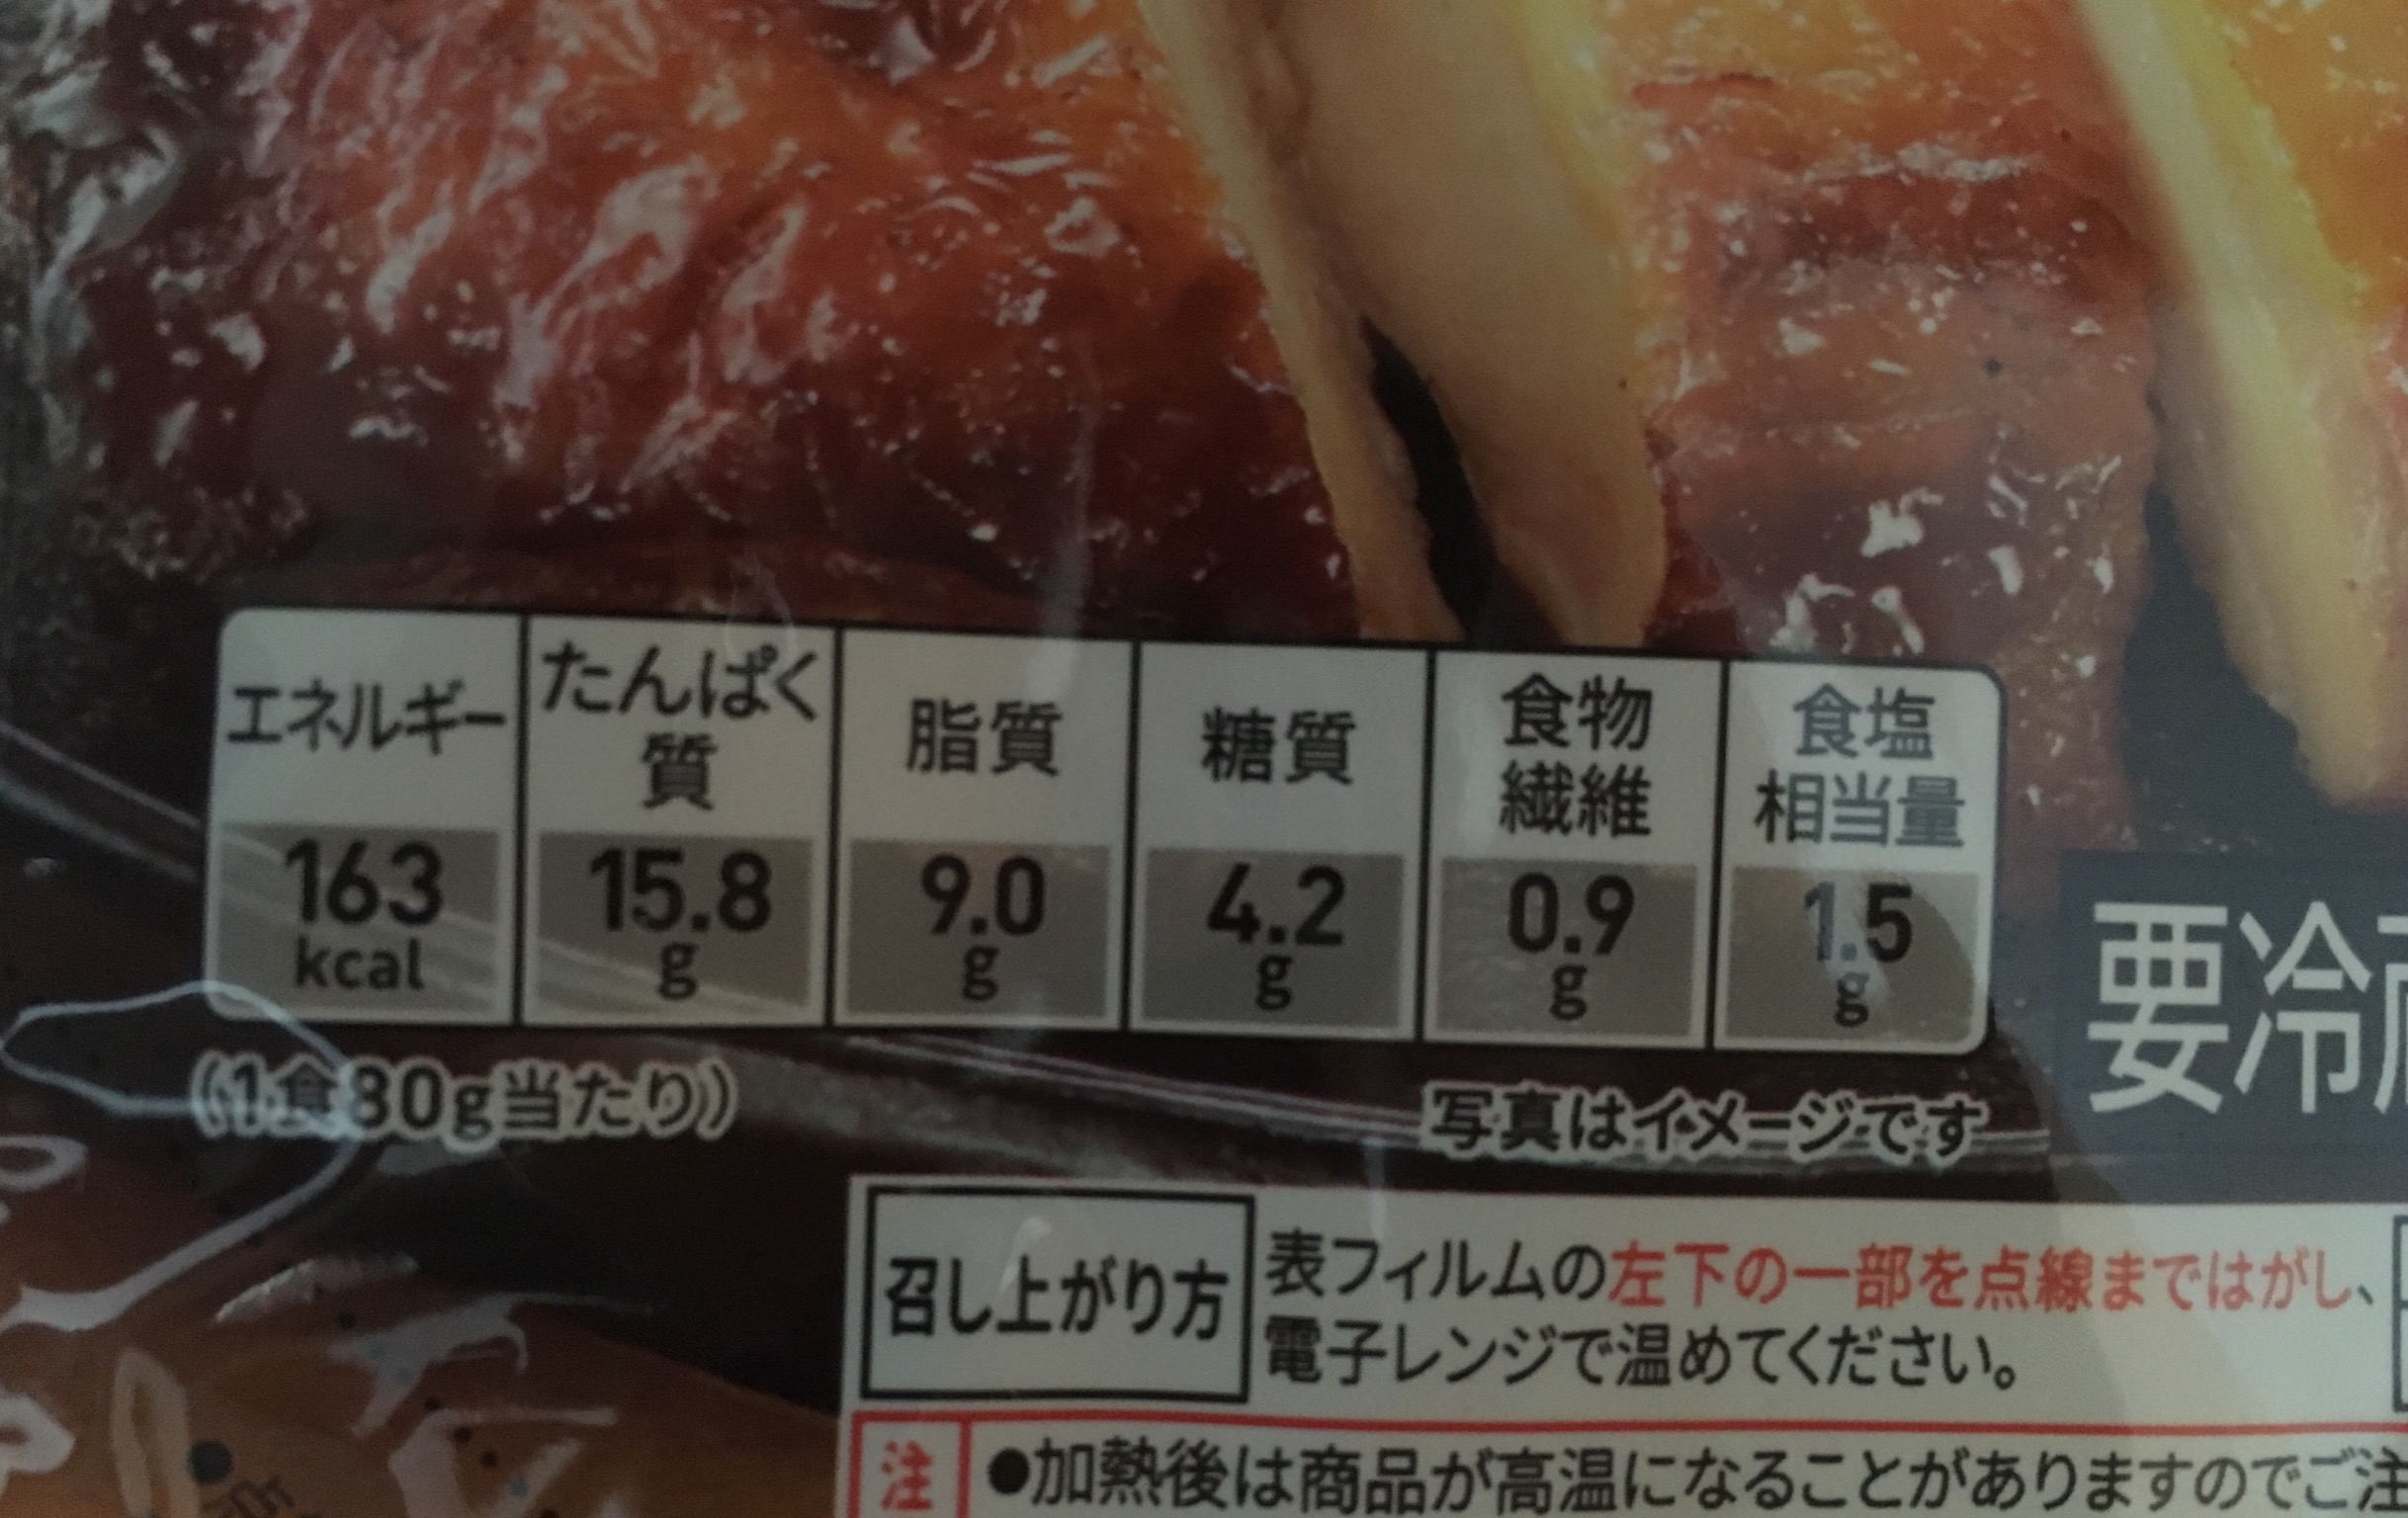 エネルギー
たんぱく
質
脂質
糖質
食物
繊維
食塩
相当量
163
kcal
15.8
g
9.0
g
4.2
g
0.9
g
1.5
g
(1食80g当たり)
写真はイメージです
要冷蔵
召し上がり方
表フィルムの左下の一部を点線まではがし、
電子レンジで温めてください。
注
●加熱後は商品が高温になることがありますのでご注